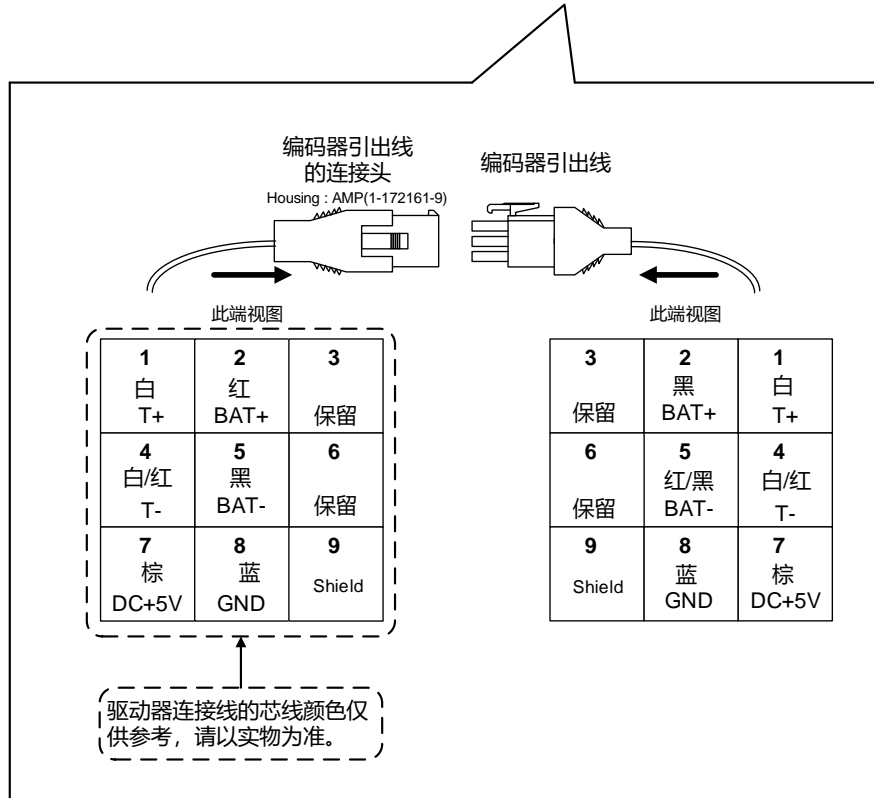 编码器引出线
的连接头
Housing : AMP(1-172161-9)
编码器引出线
此端视图
1 2 3
白 红
T+ BAT+ 保留
4 5 6
白/红 黑
T- BAT- 保留
7 8 9
棕 蓝 Shield
DC+5V GND
此端视图
3 2 1
黑 白
保留 BAT+ T+
6 5 4
红/黑 白/红
保留 BAT- T-
9 8 7
Shield 蓝 棕
GND DC+5V
驱动器连接线的芯线颜色仅
供参考，请以实物为准。